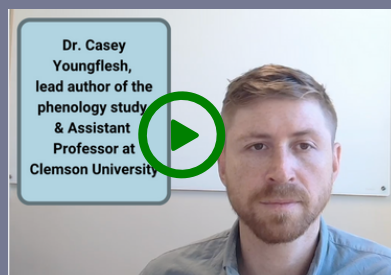 Dr. Casey
Youngflesh,
lead author of the
phenology study
& Assistant
Professor at
Clemson University